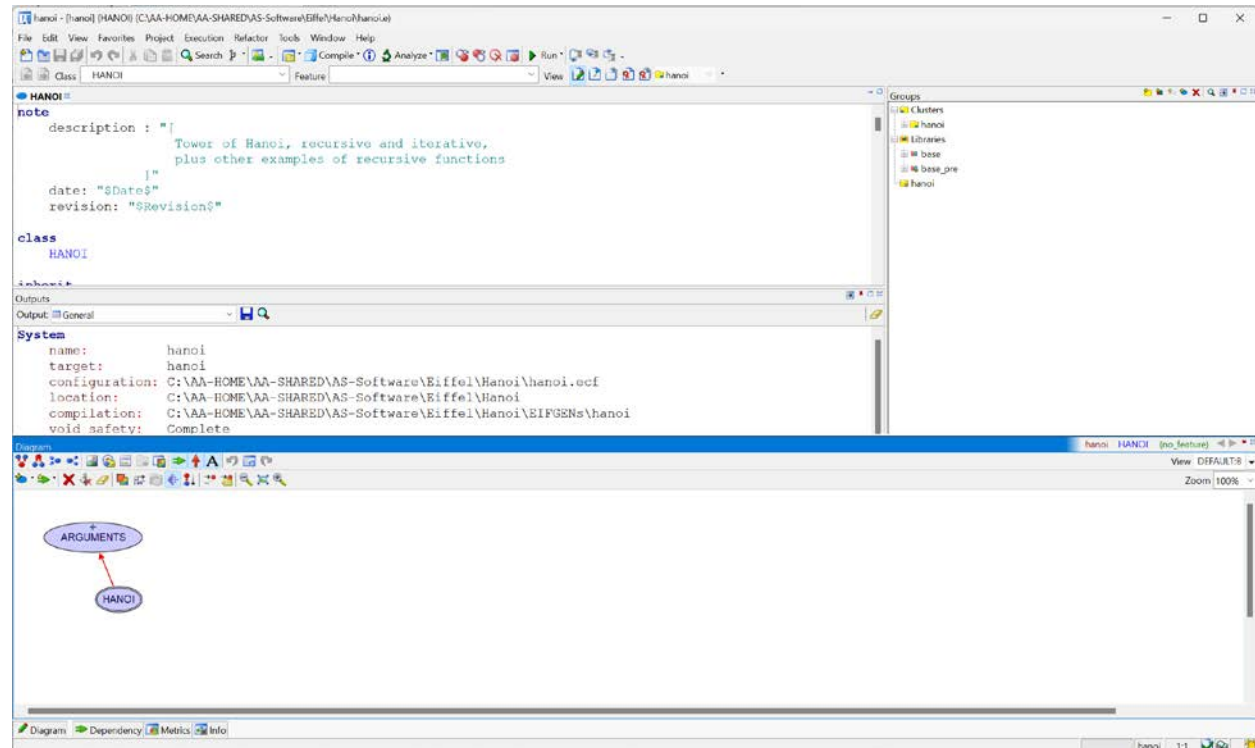 hanoi - [hanoi] (HANOI) [C:\AA-HOME\AA-SHARED\AS-Software\Eiffel\Hanoi\hanoi.e]
File Edit View Favorites Project Execution Refactor Tools Window Help
Search Compile Analyze Run
Class HANOI Feature View hanoi
HANOI
Groups
note
description : "[
Tower of Hanoi, recursive and iterative,
plus other examples of recursive functions
]"
date: "$Date$"
revision: "$Revision$"
class
HANOI
inherit
Clusters
hanoi
Libraries
base
base_pre
hanoi
Outputs
Output: General
System
name: hanoi
target: hanoi
configuration: C:\AA-HOME\AA-SHARED\AS-Software\Eiffel\Hanoi\hanoi.ecf
location: C:\AA-HOME\AA-SHARED\AS-Software\Eiffel\Hanoi
compilation: C:\AA-HOME\AA-SHARED\AS-Software\Eiffel\Hanoi\EIFGENs\hanoi
void safety: Complete
Diagram hanoi HANOI (no_feature)
View DEFAULT:8
Zoom 100%
ARGUMENTS
HANOI
Diagram Dependency Metrics Info
hanoi 1:1